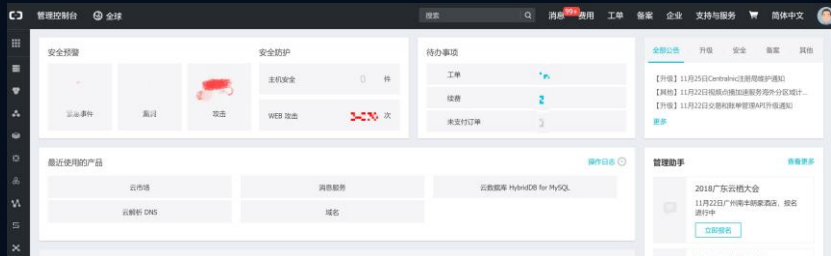 管理控制台 全球 搜索 消息 99+ 费用 工单 备案 企业 支持与服务 简体中文
安全预警 安全防护 待办事项 全部公告 升级 安全 备案 其他
主机安全 0 件 工单
【升级】11月25日Centralnic注册局维护通知
漏洞 攻击 续费
【其他】11月22日视频点播加速服务海外分区域计...
WEB 攻击 次 未支付订单
【升级】11月22日交易和账单管理API升级通知
更多
最近使用的产品 操作日志 管理助手 查看更多
云市场 消息服务 云数据库 HybridDB for MySQL
2018广东云栖大会
云解析 DNS 域名
11月22日广州南丰朗豪酒店，报名
进行中
立即报名